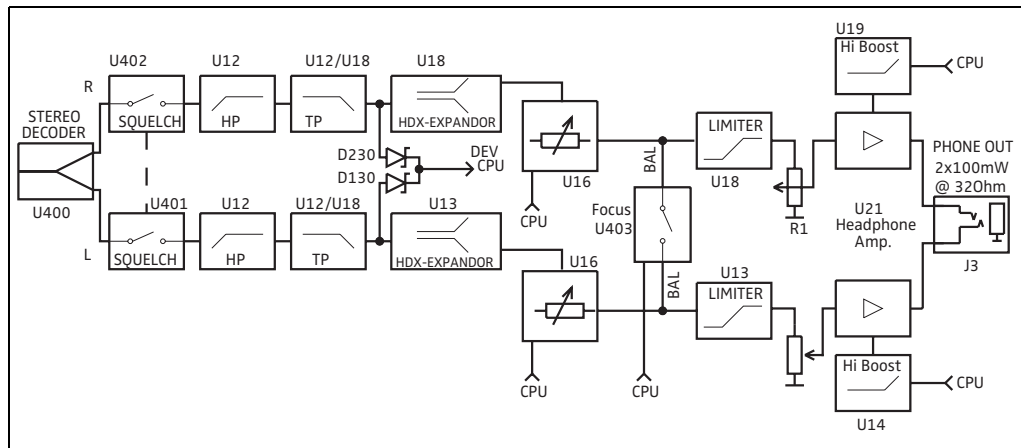 U19
Hi Boost
CPU
U402
U12
U12/U18
U18
R
SQUELCH
HP
TP
HDX-EXPANDOR
STEREO
DECODER
U400
D230
D130
DEV
CPU
U16
CPU
BAL
LIMITER
U18
R1
PHONE OUT
2x100mW
@ 32Ohm
J3
U21
Headphone
Amp.
Focus
U403
U401
U12
U12/U18
U13
L
SQUELCH
HP
TP
HDX-EXPANDOR
U16
BAL
U13
LIMITER
CPU
CPU
Hi Boost
CPU
U14